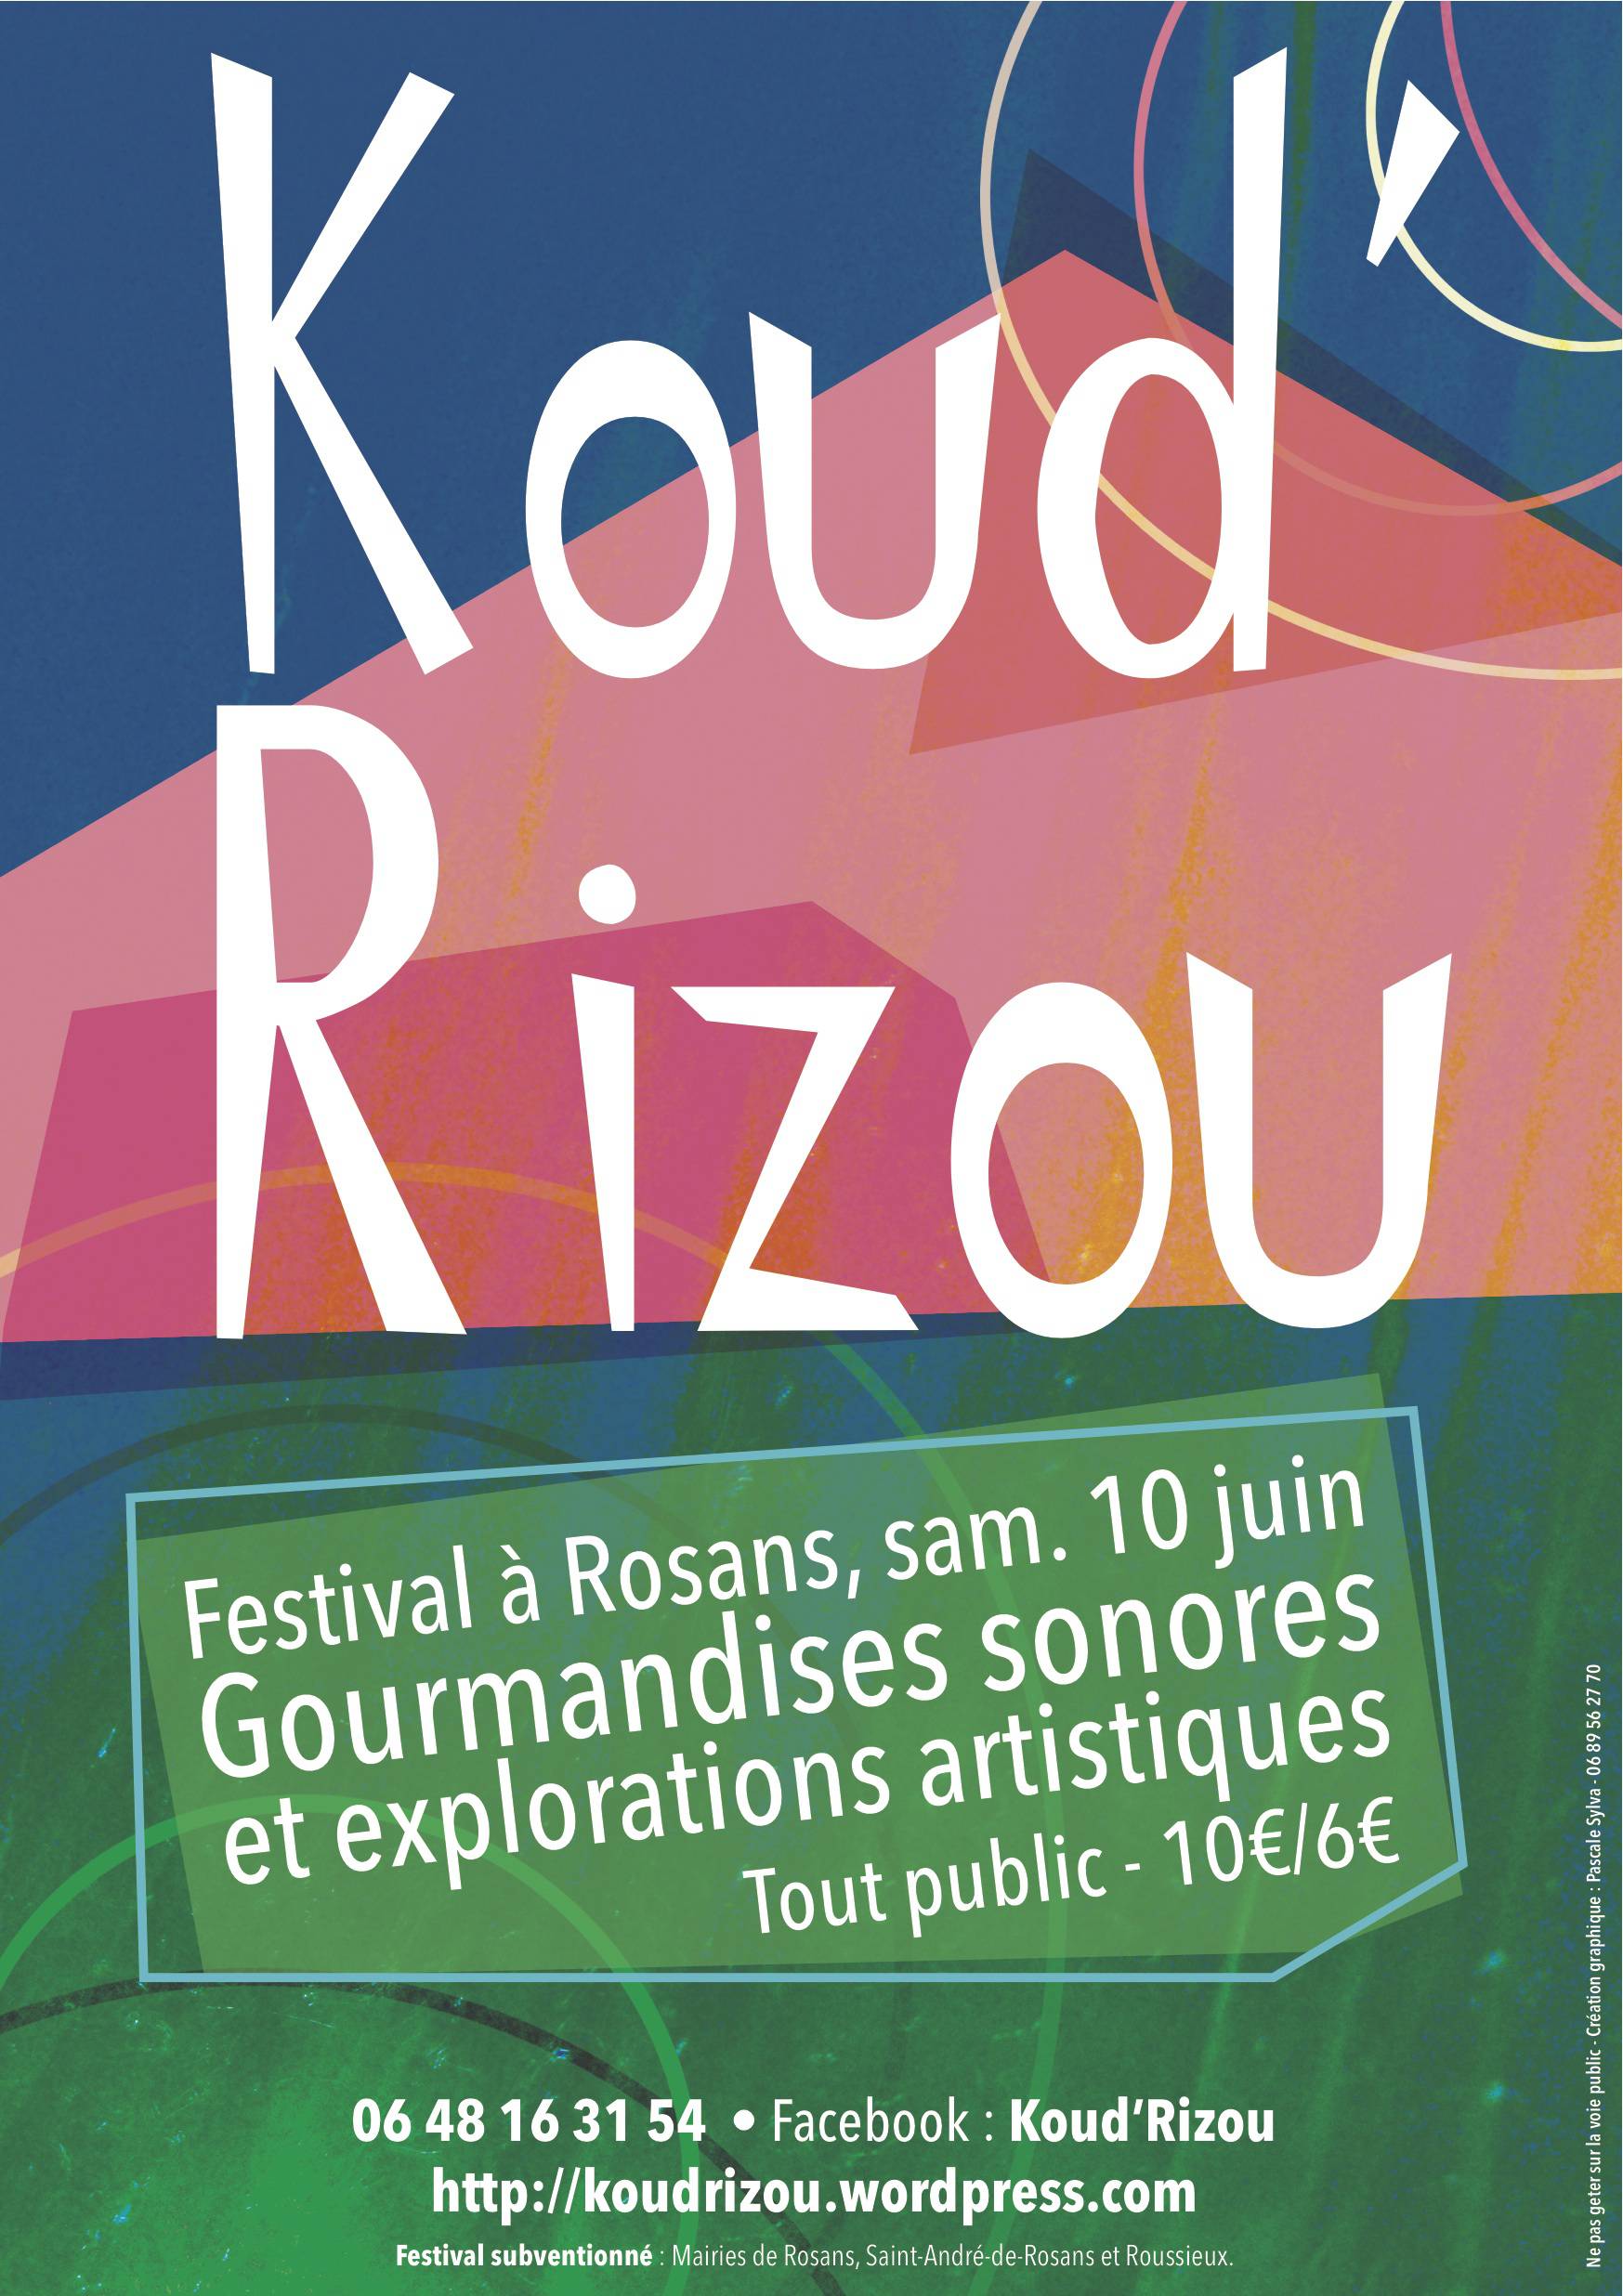 Koud'
Rizou
Festival à Rosans, sam. 10 juin
Gourmandises sonores
et explorations artistiques
Tout public - 10€/6€
06 48 16 31 54 • Facebook : Koud’Rizou
http://koudrizou.wordpress.com
Festival subventionné : Mairies de Rosans, Saint-André-de-Rosans et Roussieux.
Ne pas geter sur la voie public - Création graphique : Pascale Sylva - 06 89 56 27 70